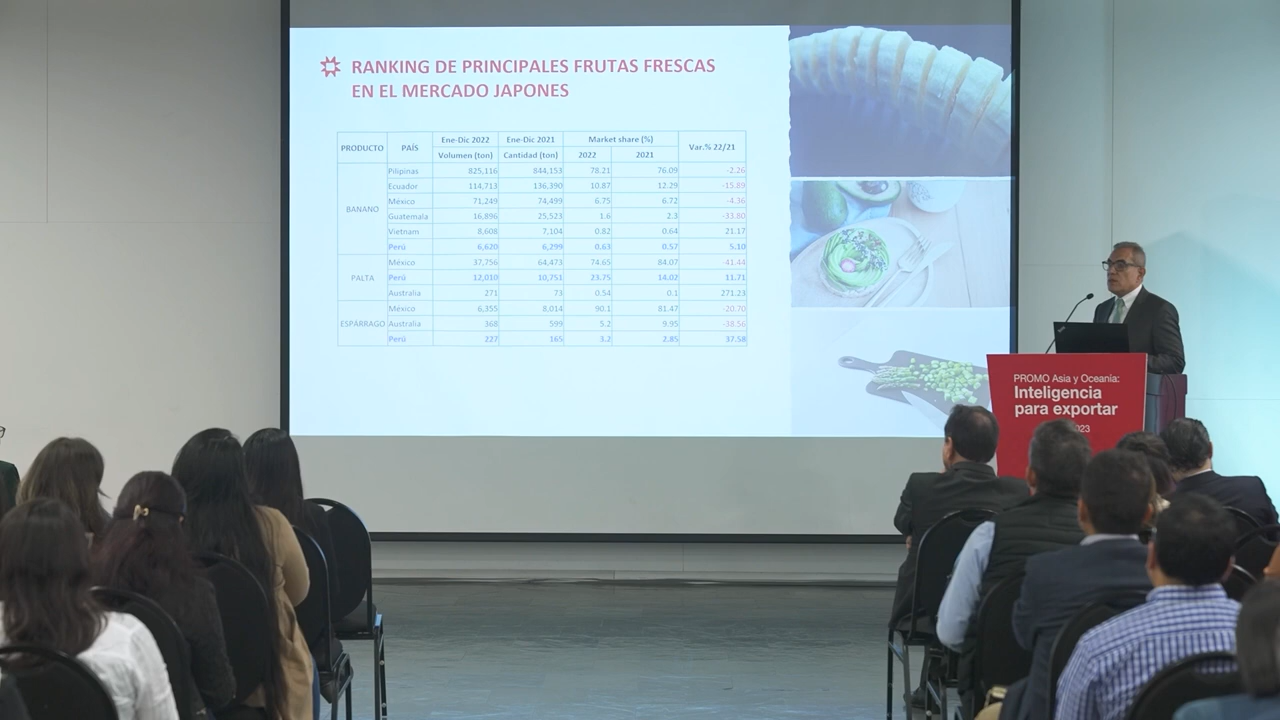 RANKING DE PRINCIPALES FRUTAS FRESCAS
EN EL MERCADO JAPONES
PRODUCTO PAÍS Ene-Dic 2022 Ene-Dic 2021 Market share (%) Var.% 22/21
Volumen (ton) Cantidad (ton) 2022 2021
BANANO
Pilipinas 825,116 844,153 78.21 76.09 -2.26
Ecuador 114,713 136,390 10.87 12.29 -15.89
México 71,249 74,499 6.75 6.72 -4.36
Guatemala 16,896 25,523 1.6 2.3 -33.80
Vietnam 8,608 7,104 0.82 0.64 21.17
Perú 6,620 6,299 0.63 0.57 5.10
PALTA
México 37,756 64,473 74.65 84.07 -41.44
Perú 12,010 10,751 23.75 14.02 11.71
Australia 271 73 0.54 0.1 271.23
ESPÁRRAGO
México 6,355 8,014 90.1 81.47 -20.70
Australia 368 599 5.2 9.95 -38.56
Perú 227 165 3.2 2.85 37.58
PROMO Asia y Oceanía:
Inteligencia
para exportar